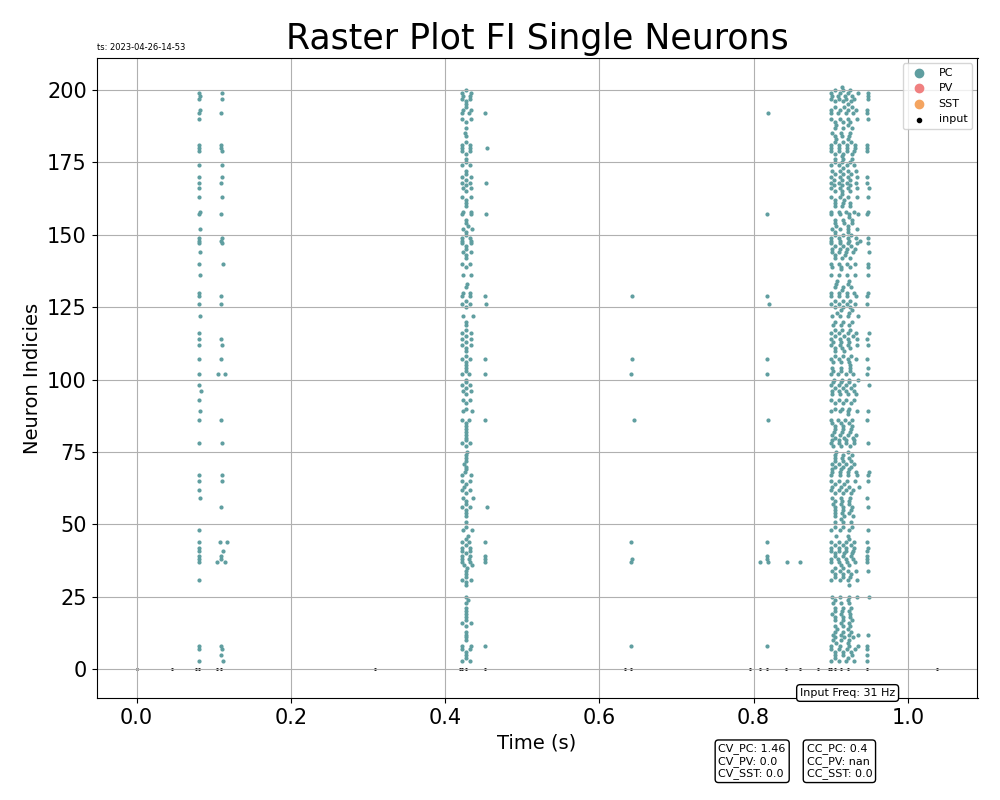 Raster Plot FI Single Neurons
ts: 2023-04-26-14-53
PC
PV
SST
input
Neuron Indicies
200
175
150
125
100
75
50
25
0
0.0 0.2 0.4 0.6 0.8 1.0
Time (s)
Input Freq: 31 Hz
CV_PC: 1.46
CV_PV: 0.0
CV_SST: 0.0
CC_PC: 0.4
CC_PV: nan
CC_SST: 0.0